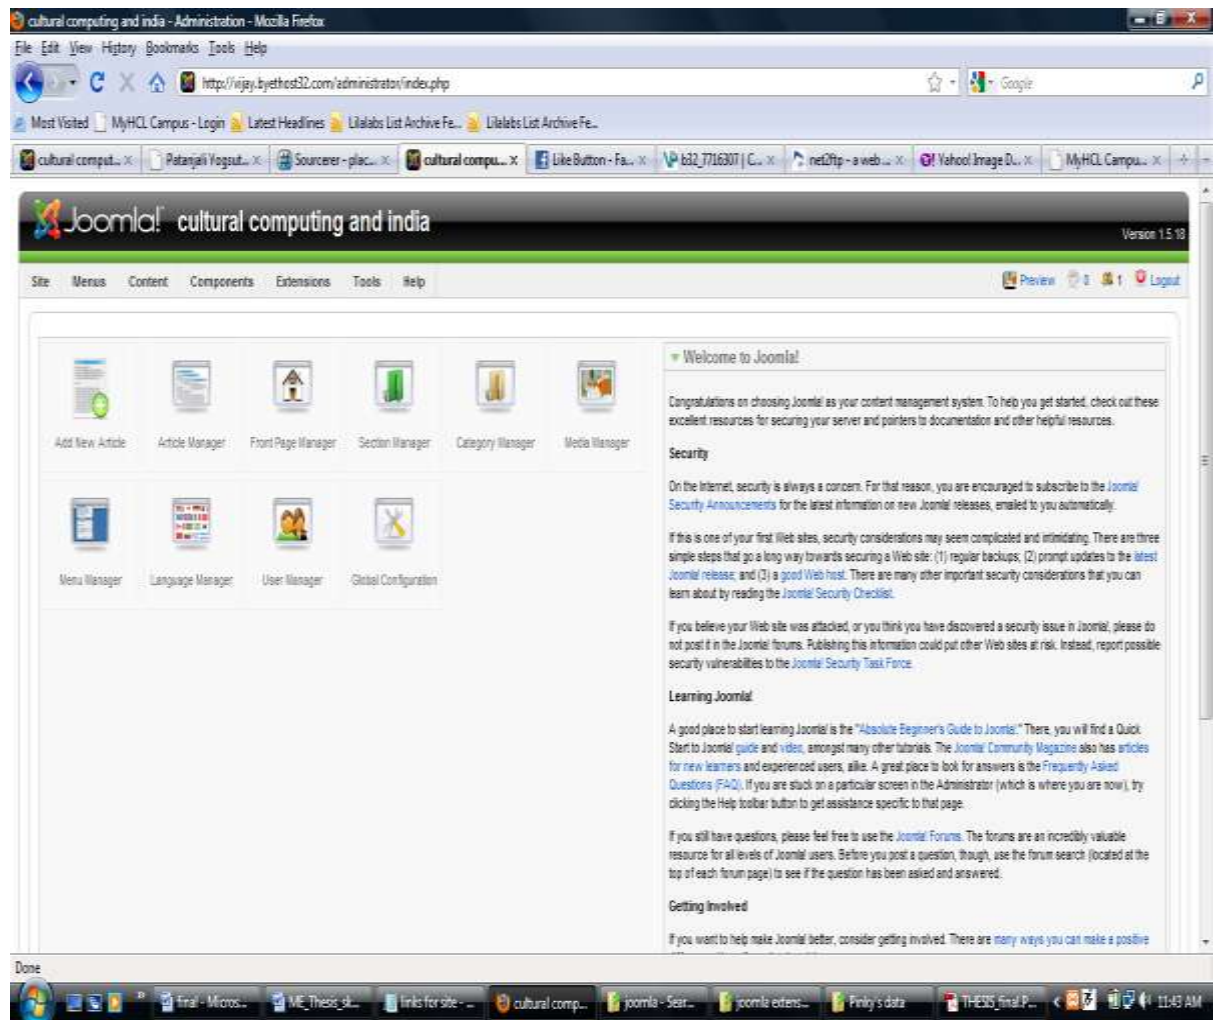 cultural computing and india - Administration - Mozilla Firefox
File Edit View History Bookmarks Tools Help
http://vijay.byethost32.com/administrator/index.php
Google
Most Visited MyHCL Campus - Login Latest Headlines Lilalabs List Archive Fe... Lilalabs List Archive Fe...
cultural comput... Patanjali Yogsut... Sourcerer - plac... cultural compu... Like Button - Fa... b32_7716307 | C... net2ftp - a web ... Yahoo! Image D... MyHCL Campu...
Joomla! cultural computing and india
Version 1.5.18
Site Menus Content Components Extensions Tools Help
Preview 0 1 Logout
Add New Article Article Manager Front Page Manager Section Manager Category Manager Media Manager
Menu Manager Language Manager User Manager Global Configuration
Welcome to Joomla!
Congratulations on choosing Joomla! as your content management system. To help you get started, check out these
excellent resources for securing your server and pointers to documentation and other helpful resources.
Security
On the Internet, security is always a concern. For that reason, you are encouraged to subscribe to the Joomla!
Security Announcements for the latest information on new Joomla! releases, emailed to you automatically.
If this is one of your first Web sites, security considerations may seem complicated and intimidating. There are three
simple steps that go a long way towards securing a Web site: (1) regular backups; (2) prompt updates to the latest
Joomla! release; and (3) a good Web host. There are many other important security considerations that you can
learn about by reading the Joomla! Security Checklist.
If you believe your Web site was attacked, or you think you have discovered a security issue in Joomla!, please do
not post it in the Joomla! forums. Publishing this information could put other Web sites at risk. Instead, report possible
security vulnerabilities to the Joomla! Security Task Force.
Learning Joomla!
A good place to start learning Joomla! is the "Absolute Beginner's Guide to Joomla!." There, you will find a Quick
Start to Joomla! guide and video, amongst many other tutorials. The Joomla! Community Magazine also has articles
for new learners and experienced users, alike. A great place to look for answers is the Frequently Asked
Questions (FAQ). If you are stuck on a particular screen in the Administrator (which is where you are now), try
clicking the Help toolbar button to get assistance specific to that page.
If you still have questions, please feel free to use the Joomla! Forums. The forums are an incredibly valuable
resource for all levels of Joomla! users. Before you post a question, though, use the forum search (located at the
top of each forum page) to see if the question has been asked and answered.
Getting Involved
If you want to help make Joomla! better, consider getting involved. There are many ways you can make a positive
Done
final - Micros... ME_Thesis_sk... links for site - ... cultural comp... joomla - Sear... joomla extens... Pinky's data THESIS_final.P... 11:43 AM